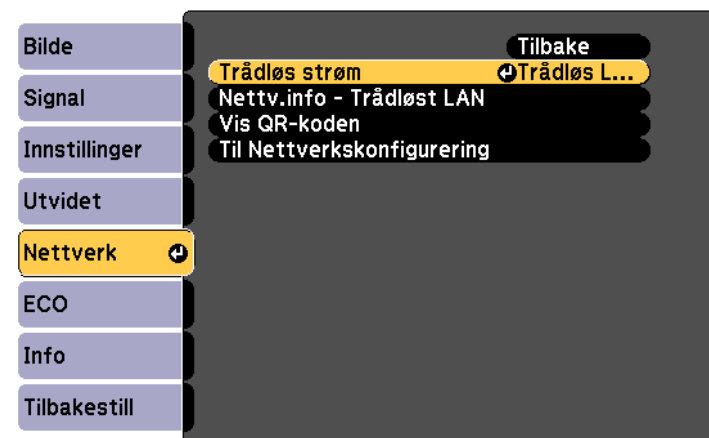 Bilde
Signal
Innstillinger
Utvidet
Nettverk
ECO
Info
Tilbakestill
Tilbake
Trådløs strøm Trådløs L...
Nettv.info - Trådløst LAN
Vis QR-koden
Til Nettverkskonfigurering